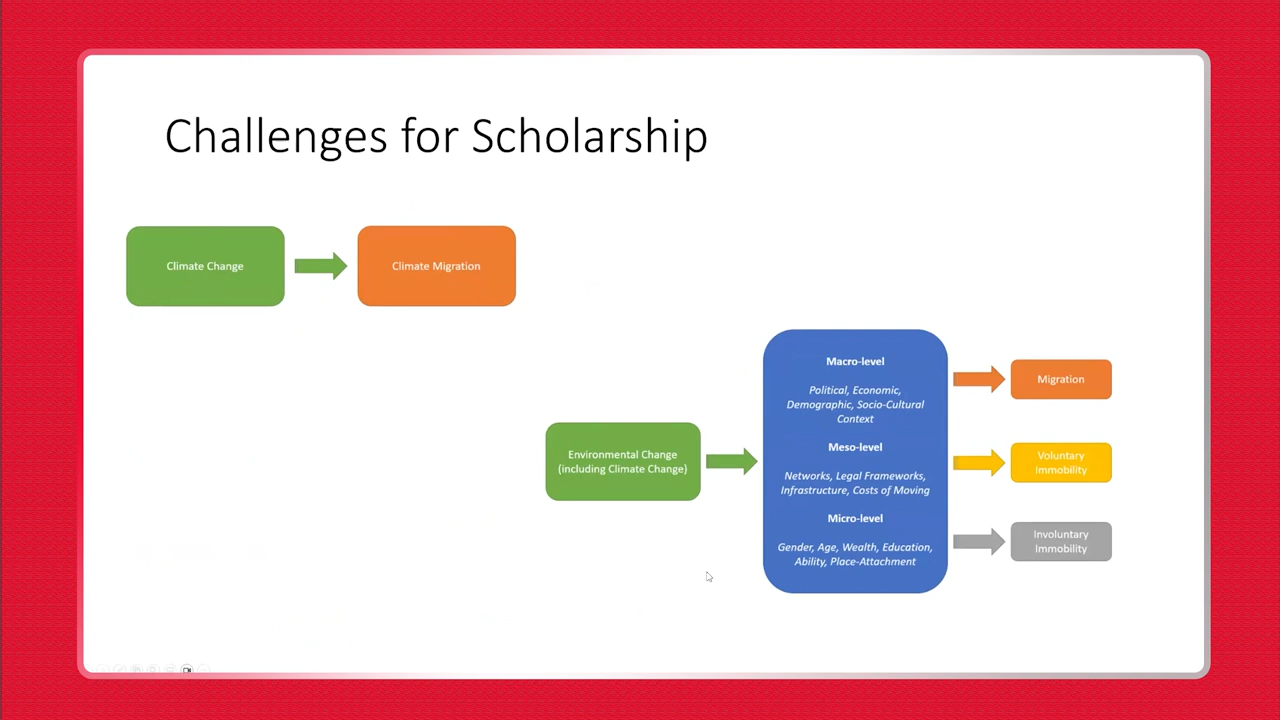 Challenges for Scholarship
Climate Change
Climate Migration
Environmental Change
(including Climate Change)
Macro-level
Political, Economic,
Demographic, Socio-Cultural
Context
Meso-level
Networks, Legal Frameworks,
Infrastructure, Costs of Moving
Micro-level
Gender, Age, Wealth, Education,
Ability, Place-Attachment
Migration
Voluntary
Immobility
Involuntary
Immobility